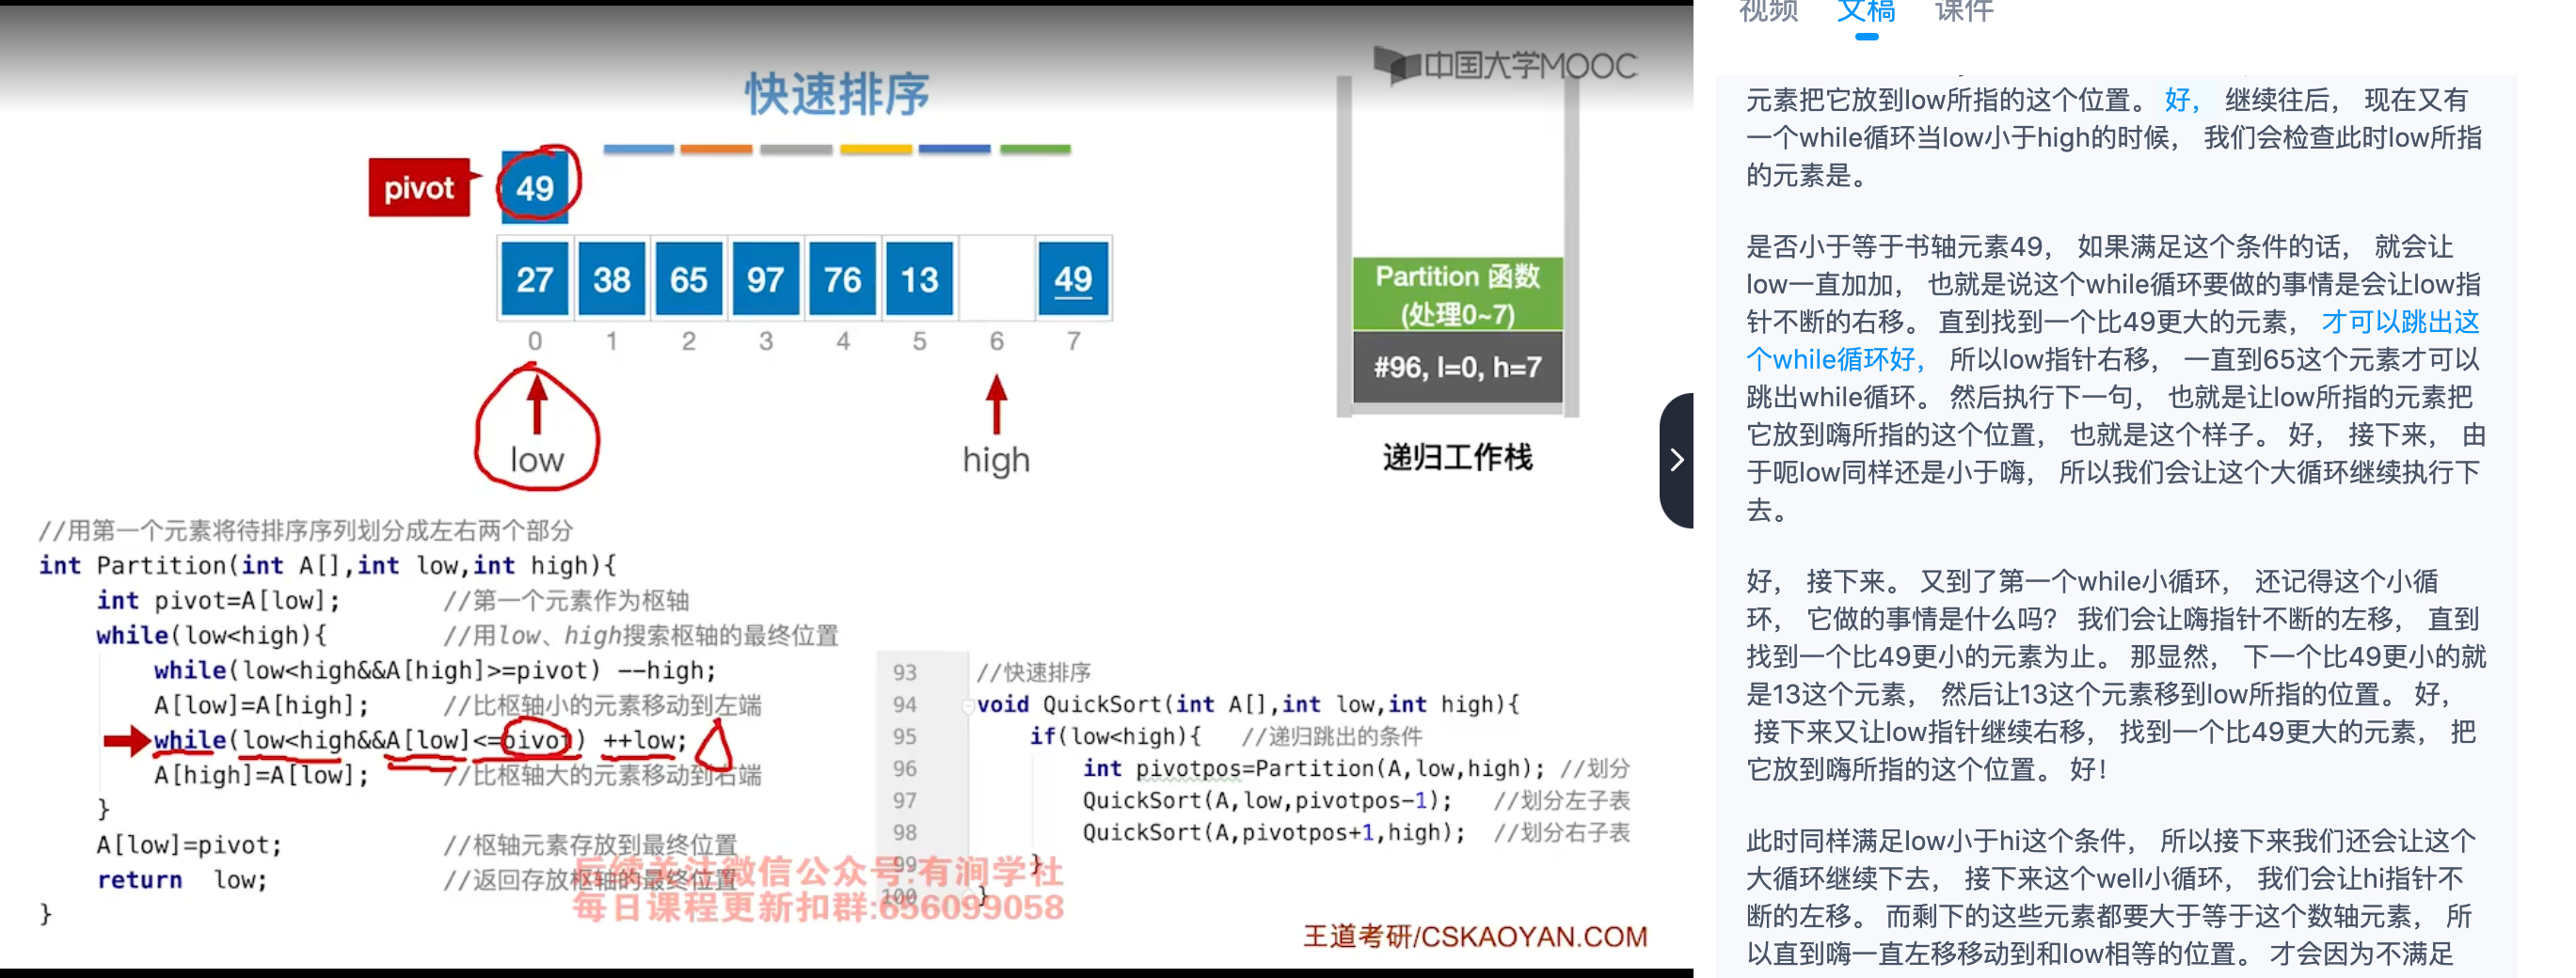 中国大学MOOC
快速排序
pivot
49
27 38 65 97 76 13 49
0 1 2 3 4 5 6 7
low
high
Partition 函数
(处理0~7)
#96, l=0, h=7
递归工作栈
//用第一个元素将待排序序列划分成左右两个部分
int Partition(int A[],int low,int high){
int pivot=A[low]; //第一个元素作为枢轴
while(low<high){ //用low、high搜索枢轴的最终位置
while(low<high&&A[high]>=pivot) --high;
A[low]=A[high]; //比枢轴小的元素移动到左端
while(low<high&&A[low]<=pivot) ++low;
A[high]=A[low]; //比枢轴大的元素移动到右端
}
A[low]=pivot; //枢轴元素存放到最终位置
return low; //返回存放枢轴的最终位置
}
93 //快速排序
94 void QuickSort(int A[],int low,int high){
95 if(low<high){ //递归跳出的条件
96 int pivotpos=Partition(A,low,high); //划分
97 QuickSort(A,low,pivotpos-1); //划分左子表
98 QuickSort(A,pivotpos+1,high); //划分右子表
99 }
100 }
后续关注微信公众号:有涧学社
每日课程更新扣群:656099058
王道考研/CSKAOYAN.COM
视频 文稿 课件
元素把它放到low所指的这个位置。 好， 继续往后， 现在又有
一个while循环当low小于high的时候， 我们会检查此时low所指
的元素是。
是否小于等于书轴元素49， 如果满足这个条件的话， 就会让
low一直加加， 也就是说这个while循环要做的事情是会让low指
针不断的右移。 直到找到一个比49更大的元素， 才可以跳出这
个while循环好， 所以low指针右移， 一直到65这个元素才可以
跳出while循环。 然后执行下一句， 也就是让low所指的元素把
它放到嗨所指的这个位置， 也就是这个样子。 好， 接下来， 由
于呃low同样还是小于嗨， 所以我们会让这个大循环继续执行下
去。
好， 接下来。 又到了第一个while小循环， 还记得这个小循
环， 它做的事情是什么吗？ 我们会让嗨指针不断的左移， 直到
找到一个比49更小的元素为止。 那显然， 下一个比49更小的就
是13这个元素， 然后让13这个元素移到low所指的位置。 好，
接下来又让low指针继续右移， 找到一个比49更大的元素， 把
它放到嗨所指的这个位置。 好！
此时同样满足low小于hi这个条件， 所以接下来我们还会让这个
大循环继续下去， 接下来这个well小循环， 我们会让hi指针不
断的左移。 而剩下的这些元素都要大于等于这个数轴元素， 所
以直到嗨一直左移移动到和low相等的位置。 才会因为不满足